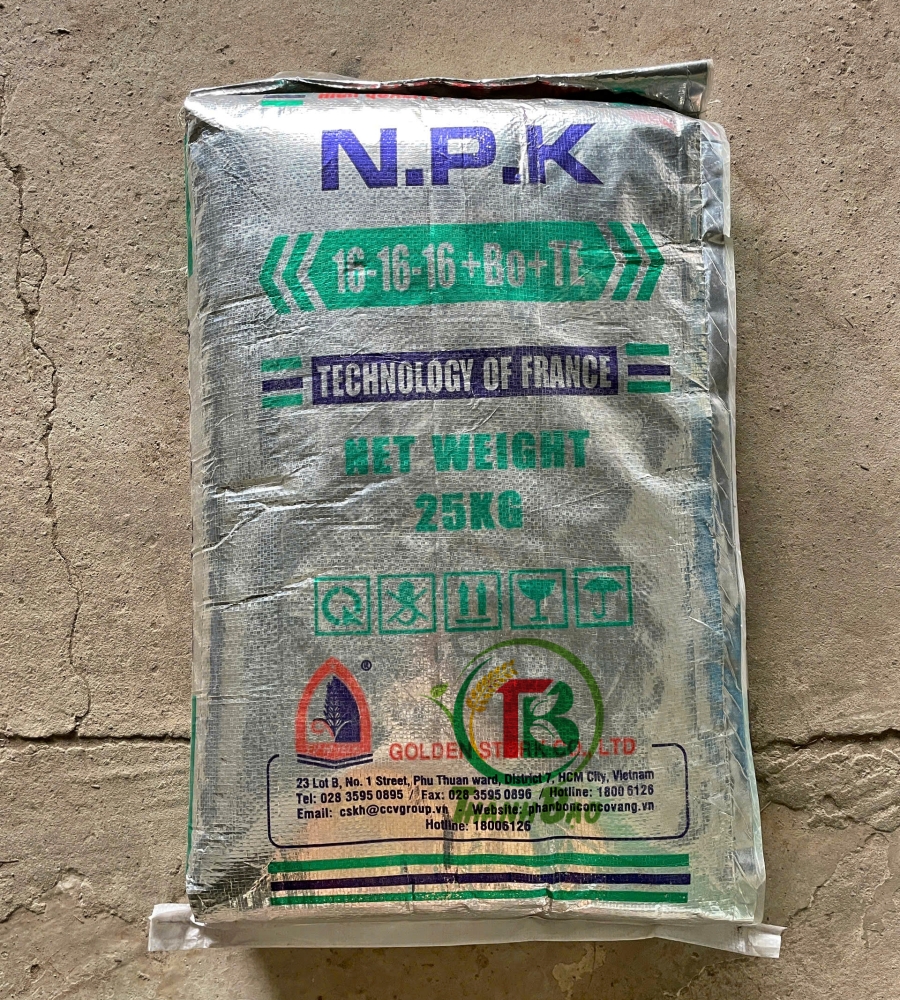 N.P.K
16-16-16 +Bo+TE
TECHNOLOGY OF FRANCE
NET WEIGHT
25KG
®
TB
GOLDEN STORK CO., LTD
23 Lot B, No. 1 Street, Phu Thuan ward, District 7, HCM City, Vietnam
Tel: 028 3595 0895 / Fax: 028 3595 0896 / Hotline: 1800 6126
Email: cskh@ccvgroup.vn Website: phanbonconcovang.vn
Hotline: 18006126